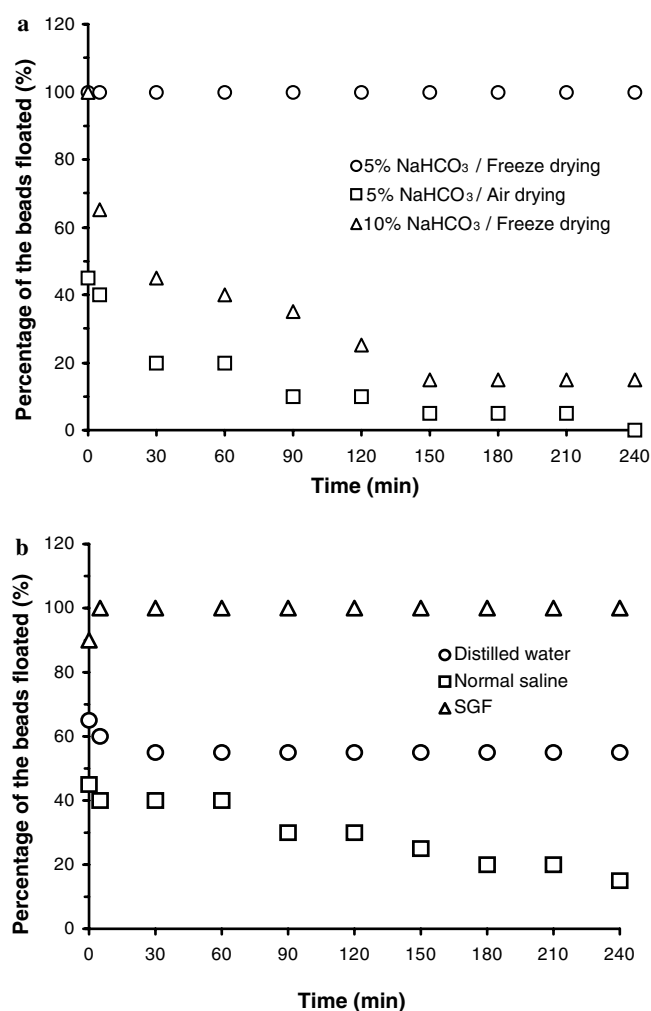 a
Percentage of the beads floated (%)
120
100
80
60
40
20
0
○ 5% NaHCO₃ / Freeze drying
□ 5% NaHCO₃ / Air drying
△ 10% NaHCO₃ / Freeze drying
0 30 60 90 120 150 180 210 240
Time (min)
b
Percentage of the beads floated (%)
120
100
80
60
40
20
0
○ Distilled water
□ Normal saline
△ SGF
0 30 60 90 120 150 180 210 240
Time (min)